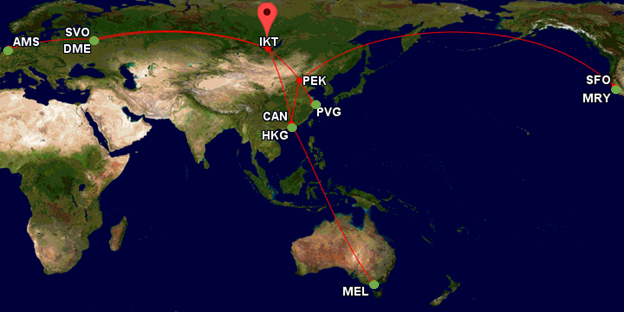 AMS
SVO
DME
IKT
PEK
SFO
MRY
CAN
PVG
HKG
MEL